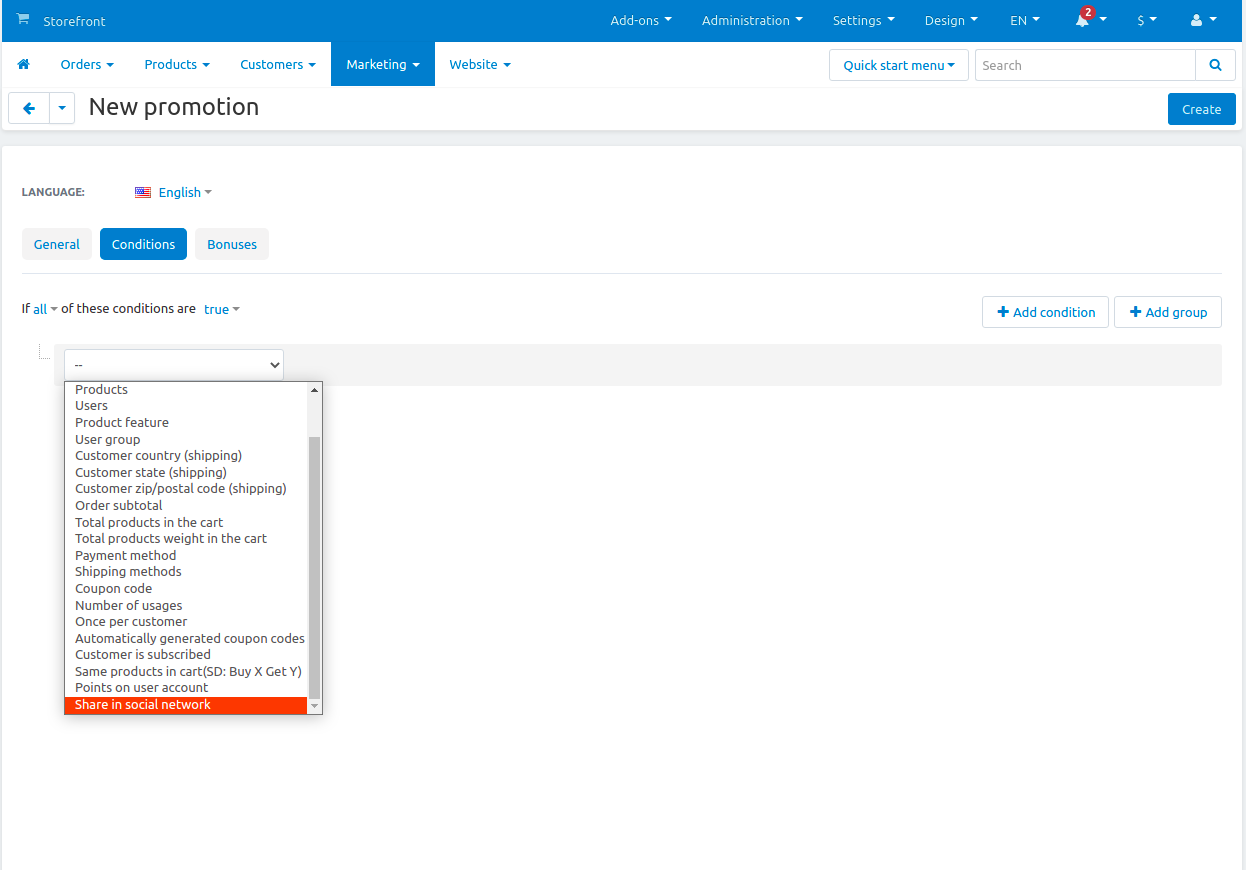 Storefront Add-ons Administration Settings Design EN 2 $
Orders Products Customers Marketing Website Quick start menu Search
New promotion Create
LANGUAGE: English
General Conditions Bonuses
If all of these conditions are true + Add condition + Add group
--
Products
Users
Product feature
User group
Customer country (shipping)
Customer state (shipping)
Customer zip/postal code (shipping)
Order subtotal
Total products in the cart
Total products weight in the cart
Payment method
Shipping methods
Coupon code
Number of usages
Once per customer
Automatically generated coupon codes
Customer is subscribed
Same products in cart(SD: Buy X Get Y)
Points on user account
Share in social network